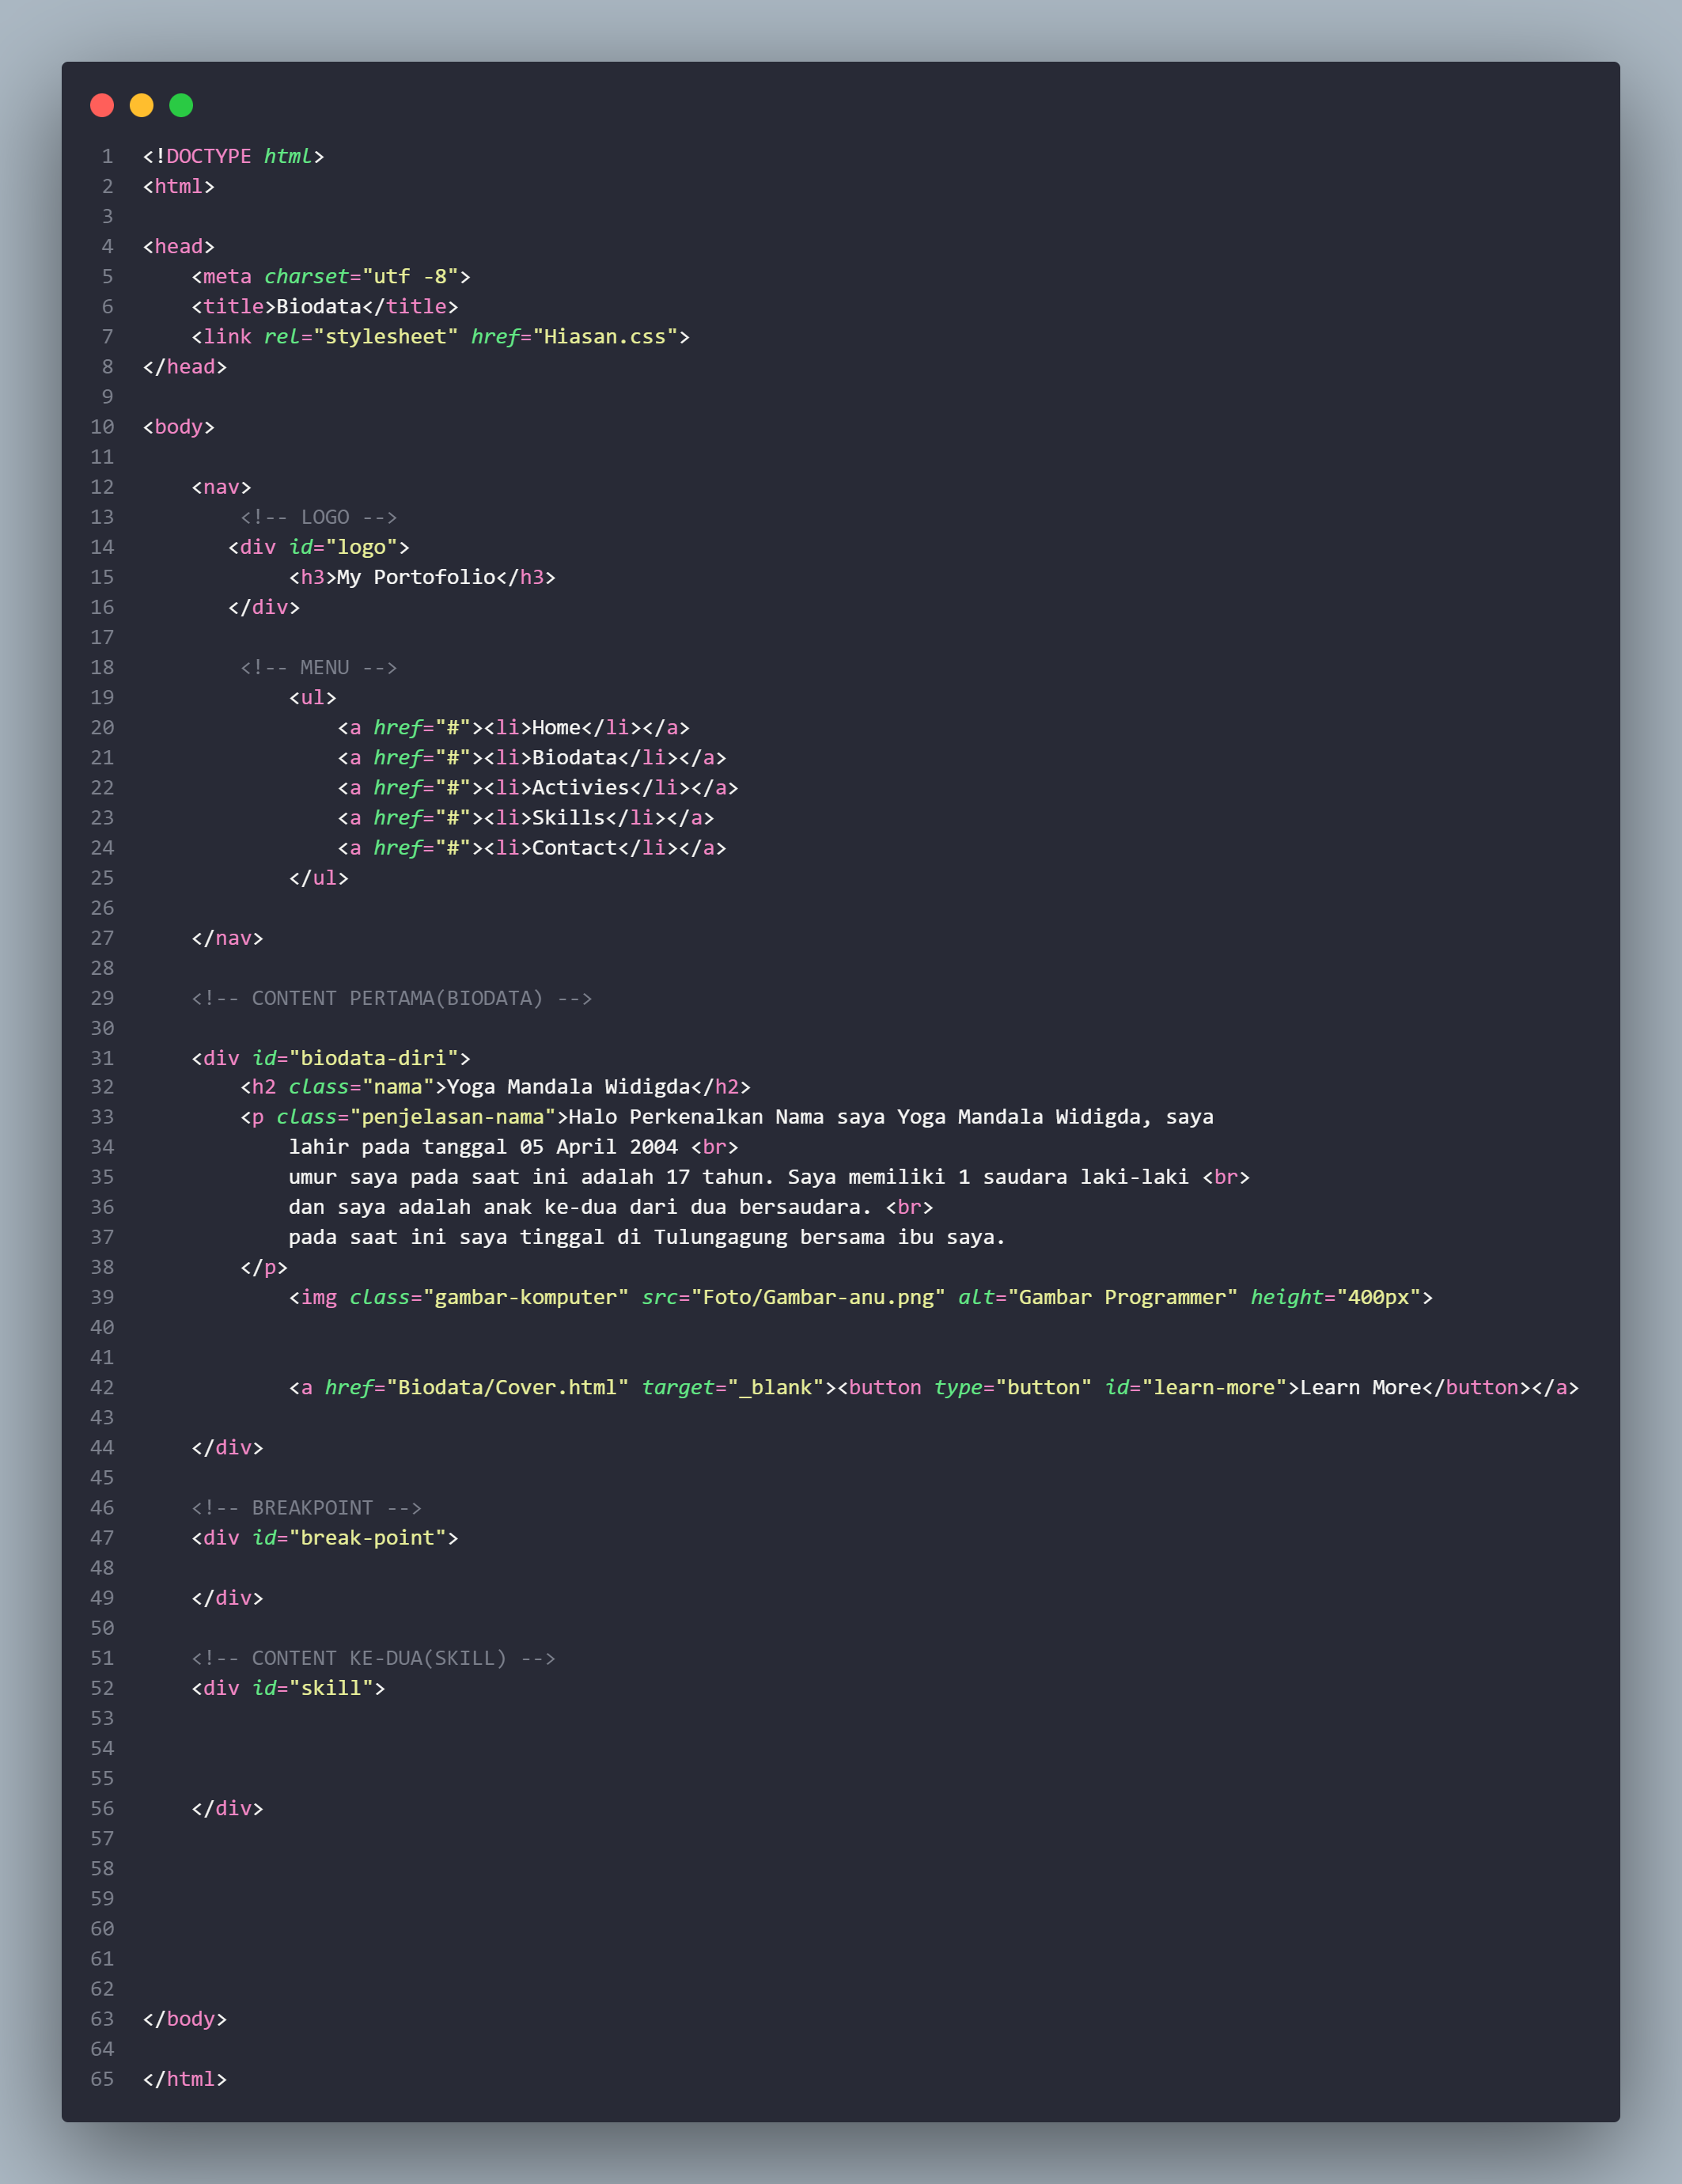 1 <!DOCTYPE html>
2 <html>
3
4 <head>
5     <meta charset="utf -8">
6     <title>Biodata</title>
7     <link rel="stylesheet" href="Hiasan.css">
8 </head>
9
10 <body>
11
12     <nav>
13         <!-- LOGO -->
14        <div id="logo">
15             <h3>My Portofolio</h3>
16        </div>
17
18         <!-- MENU -->
19             <ul>
20                 <a href="#"><li>Home</li></a>
21                 <a href="#"><li>Biodata</li></a>
22                 <a href="#"><li>Activies</li></a>
23                 <a href="#"><li>Skills</li></a>
24                 <a href="#"><li>Contact</li></a>
25             </ul>
26
27     </nav>
28
29     <!-- CONTENT PERTAMA(BIODATA) -->
30
31     <div id="biodata-diri">
32         <h2 class="nama">Yoga Mandala Widigda</h2>
33         <p class="penjelasan-nama">Halo Perkenalkan Nama saya Yoga Mandala Widigda, saya
34             lahir pada tanggal 05 April 2004 <br>
35             umur saya pada saat ini adalah 17 tahun. Saya memiliki 1 saudara laki-laki <br>
36             dan saya adalah anak ke-dua dari dua bersaudara. <br>
37             pada saat ini saya tinggal di Tulungagung bersama ibu saya.
38         </p>
39             <img class="gambar-komputer" src="Foto/Gambar-anu.png" alt="Gambar Programmer" height="400px">
40
41
42             <a href="Biodata/Cover.html" target="_blank"><button type="button" id="learn-more">Learn More</button></a>
43
44     </div>
45
46     <!-- BREAKPOINT -->
47     <div id="break-point">
48
49     </div>
50
51     <!-- CONTENT KE-DUA(SKILL) -->
52     <div id="skill">
53
54
55
56     </div>
57
58
59
60
61
62
63 </body>
64
65 </html>